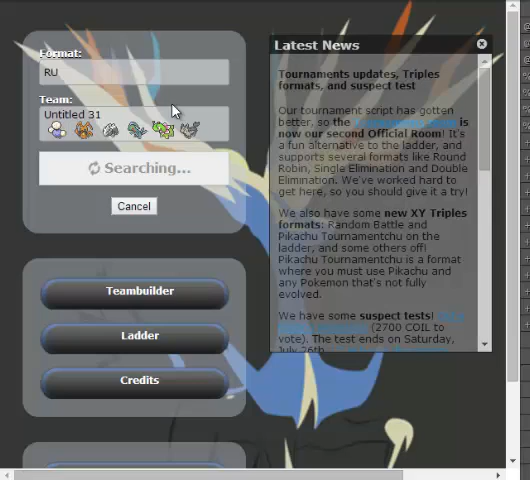 Format:
RU
Team:
Untitled 31
Searching...
Cancel
Teambuilder
Ladder
Credits
Latest News
Tournaments updates, Triples
formats, and suspect test
Our tournament script has gotten
better, so the is
is now our second Official Room! It's
a fun alternative to the ladder, and
supports several formats like Round
Robin, Single Elimination and Double
Elimination. We've worked hard to
get here, so you should give it a try!
We also have some new XY Triples
formats: Random Battle and
Pikachu Tournamentchu on the
ladder, and some others off!
Pikachu Tournamentchu is a format
where you must use Pikachu and
any Pokemon that's not fully
evolved.
We have some suspect tests!
(2700 COIL to
vote). The test ends on Saturday,
July 26th